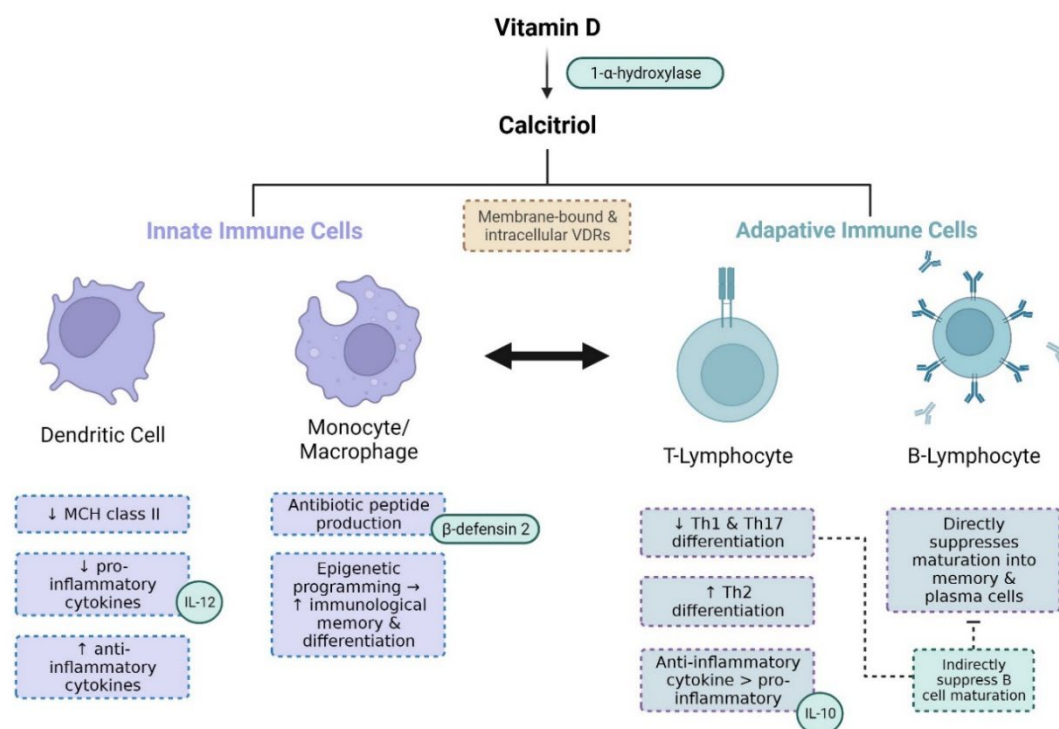 Vitamin D
1-α-hydroxylase
Calcitriol
Membrane-bound &
intracellular VDRs
Innate Immune Cells
Adapative Immune Cells
Dendritic Cell
Monocyte/
Macrophage
T-Lymphocyte
B-Lymphocyte
↓ MCH class II
↓ pro-
inflammatory
cytokines
IL-12
↑ anti-
inflammatory
cytokines
Antibiotic peptide
production
β-defensin 2
Epigenetic
programming →
↑ immunological
memory &
differentiation
↓ Th1 & Th17
differentiation
↑ Th2
differentiation
Anti-inflammatory
cytokine > pro-
inflammatory
IL-10
Directly
suppresses
maturation into
memory &
plasma cells
Indirectly
suppress B
cell maturation